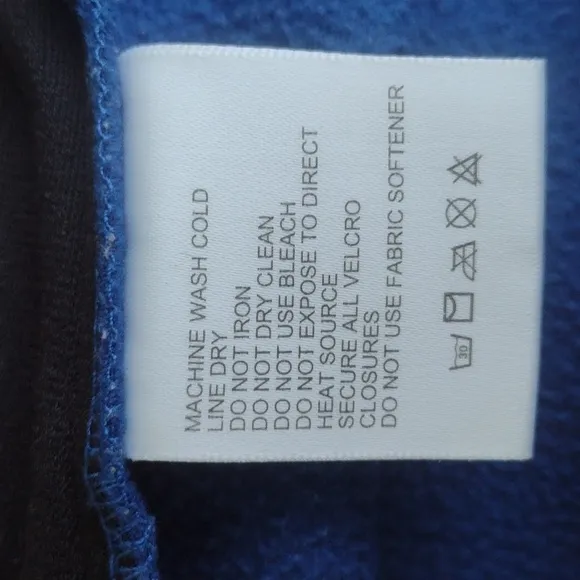 MACHINE WASH COLD
LINE DRY
DO NOT IRON
DO NOT DRY CLEAN
DO NOT USE BLEACH
DO NOT EXPOSE TO DIRECT
HEAT SOURCE
SECURE ALL VELCRO
CLOSURES
DO NOT USE FABRIC SOFTENER
30